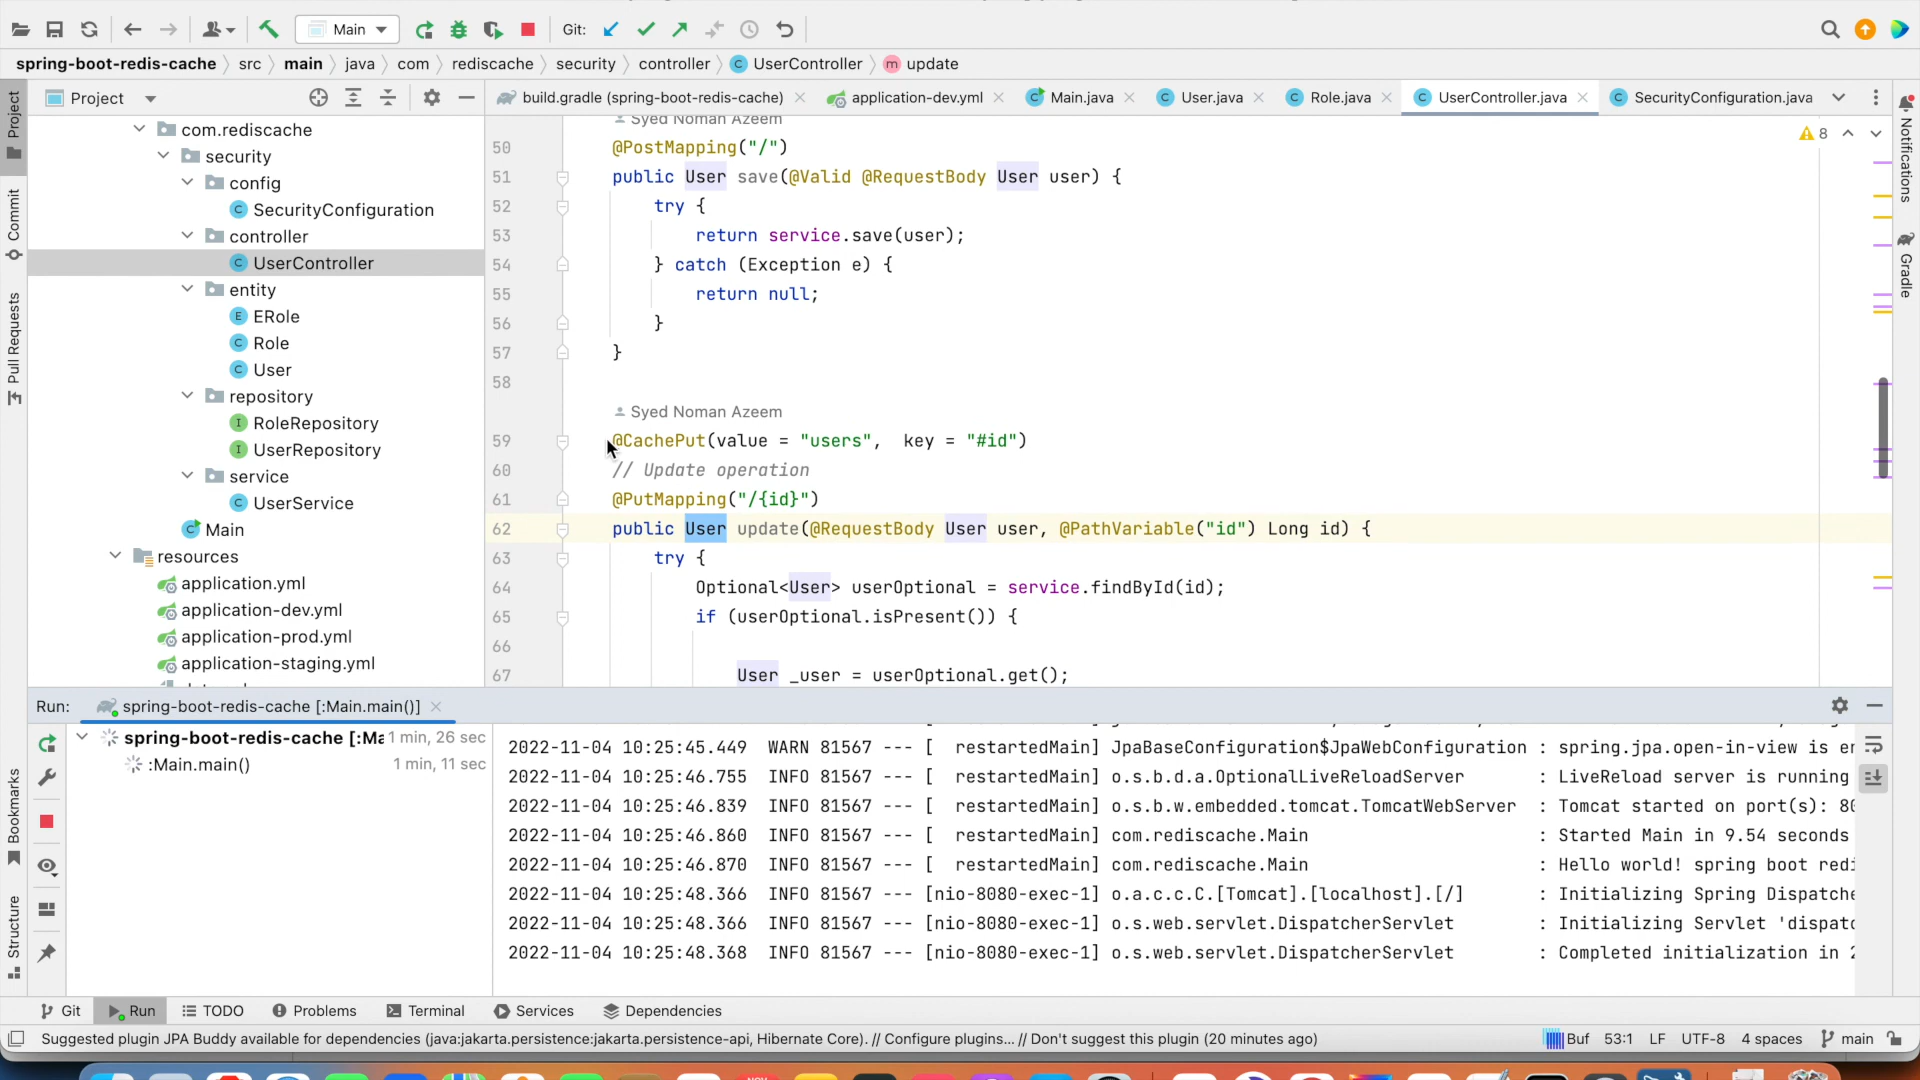 Main
Git:
spring-boot-redis-cache
src
main
java
com
rediscache
security
controller
UserController
update
Project
build.gradle (spring-boot-redis-cache)
application-dev.yml
Main.java
User.java
Role.java
UserController.java
SecurityConfiguration.java
Project
Commit
Pull Requests
Bookmarks
Structure
Notifications
Gradle
com.rediscache
security
config
SecurityConfiguration
controller
UserController
entity
ERole
Role
User
repository
RoleRepository
UserRepository
service
UserService
Main
resources
application.yml
application-dev.yml
application-prod.yml
application-staging.yml
8
Syed Noman Azeem
50 @PostMapping("/")
51 public User save(@Valid @RequestBody User user) {
52 try {
53 return service.save(user);
54 } catch (Exception e) {
55 return null;
56 }
57 }
58
Syed Noman Azeem
59 @CachePut(value = "users",  key = "#id")
60 // Update operation
61 @PutMapping("/{id}")
62 public User update(@RequestBody User user, @PathVariable("id") Long id) {
63 try {
64 Optional<User> userOptional = service.findById(id);
65 if (userOptional.isPresent()) {
66
67 User _user = userOptional.get();
Run: spring-boot-redis-cache [:Main.main()]
spring-boot-redis-cache [:Ma 1 min, 26 sec
:Main.main() 1 min, 11 sec
2022-11-04 10:25:45.449  WARN 81567 --- [  restartedMain] JpaBaseConfiguration$JpaWebConfiguration : spring.jpa.open-in-view is en
2022-11-04 10:25:46.755  INFO 81567 --- [  restartedMain] o.s.b.d.a.OptionalLiveReloadServer       : LiveReload server is running
2022-11-04 10:25:46.839  INFO 81567 --- [  restartedMain] o.s.b.w.embedded.tomcat.TomcatWebServer  : Tomcat started on port(s): 80
2022-11-04 10:25:46.860  INFO 81567 --- [  restartedMain] com.rediscache.Main                      : Started Main in 9.54 seconds
2022-11-04 10:25:46.870  INFO 81567 --- [  restartedMain] com.rediscache.Main                      : Hello world! spring boot redi
2022-11-04 10:25:48.366  INFO 81567 --- [nio-8080-exec-1] o.a.c.c.C.[Tomcat].[localhost].[/]       : Initializing Spring Dispatche
2022-11-04 10:25:48.366  INFO 81567 --- [nio-8080-exec-1] o.s.web.servlet.DispatcherServlet        : Initializing Servlet 'dispatc
2022-11-04 10:25:48.368  INFO 81567 --- [nio-8080-exec-1] o.s.web.servlet.DispatcherServlet        : Completed initialization in 2
Git
Run
TODO
Problems
Terminal
Services
Dependencies
Suggested plugin JPA Buddy available for dependencies (java:jakarta.persistence:jakarta.persistence-api, Hibernate Core). // Configure plugins... // Don't suggest this plugin (20 minutes ago)
Buf 53:1 LF UTF-8 4 spaces main